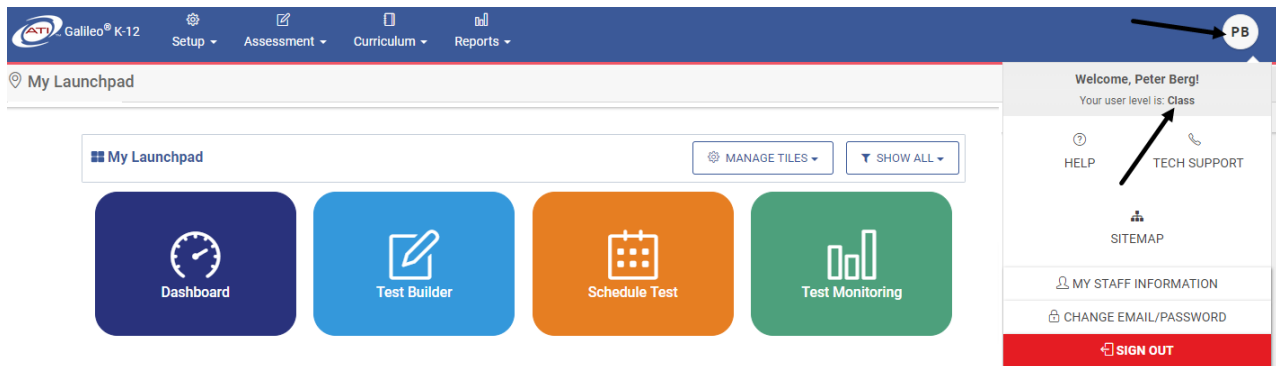 ATI Galileo® K-12
Setup
Assessment
Curriculum
Reports
PB
My Launchpad
Welcome, Peter Berg!
Your user level is: Class
HELP
TECH SUPPORT
SITEMAP
MY STAFF INFORMATION
CHANGE EMAIL/PASSWORD
SIGN OUT
My Launchpad
MANAGE TILES
SHOW ALL
Dashboard
Test Builder
Schedule Test
Test Monitoring